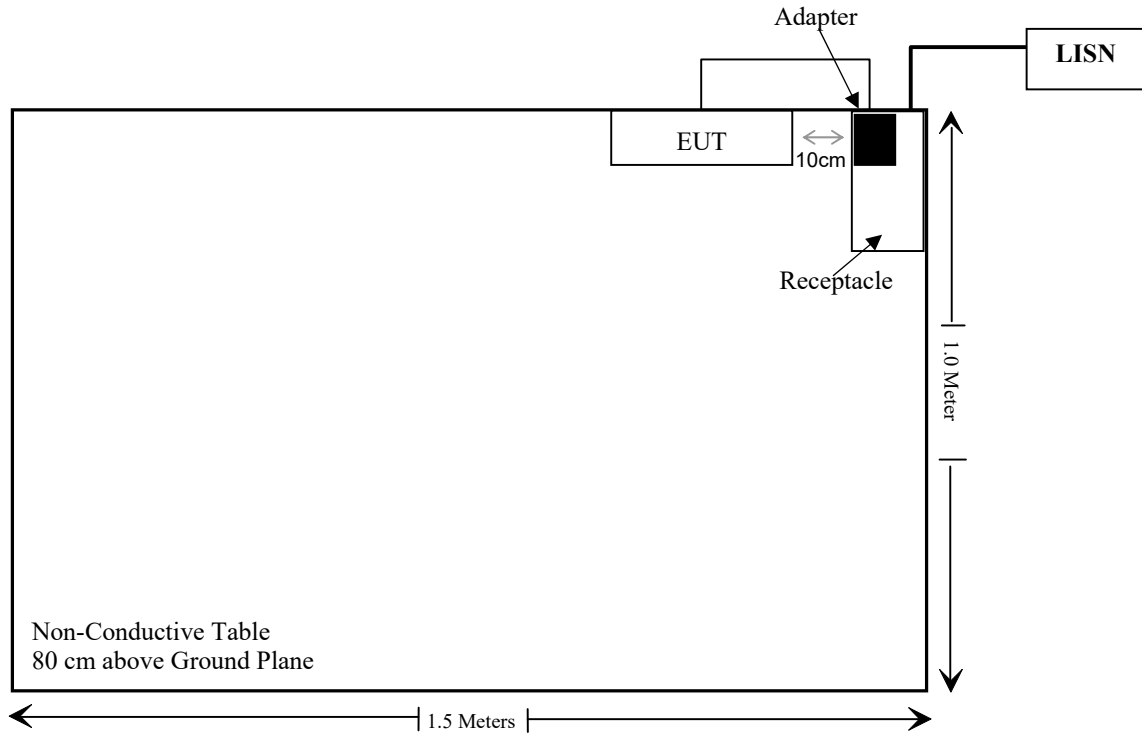 Adapter
LISN
EUT
10cm
Receptacle
1.0 Meter
Non-Conductive Table
80 cm above Ground Plane
1.5 Meters